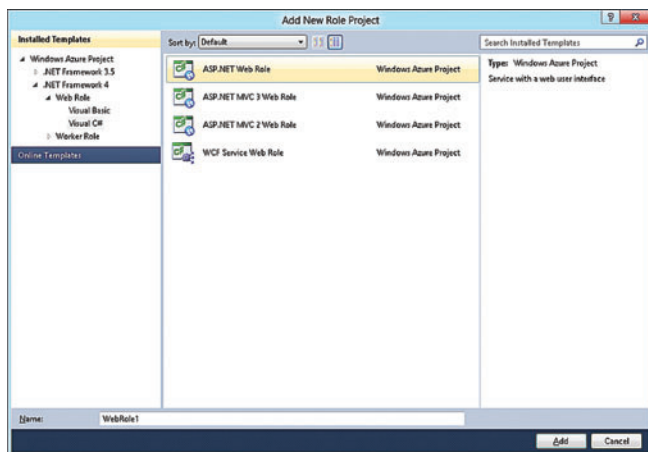 Add New Role Project
Installed Templates
Windows Azure Project
.NET Framework 3.5
.NET Framework 4
Web Role
Visual Basic
Visual C#
Worker Role
Online Templates
Sort by: Default
ASP.NET Web Role Windows Azure Project
ASP.NET MVC 3 Web Role Windows Azure Project
ASP.NET MVC 2 Web Role Windows Azure Project
WCF Service Web Role Windows Azure Project
Search Installed Templates
Type: Windows Azure Project
Service with a web user interface
Name: WebRole1
Add Cancel